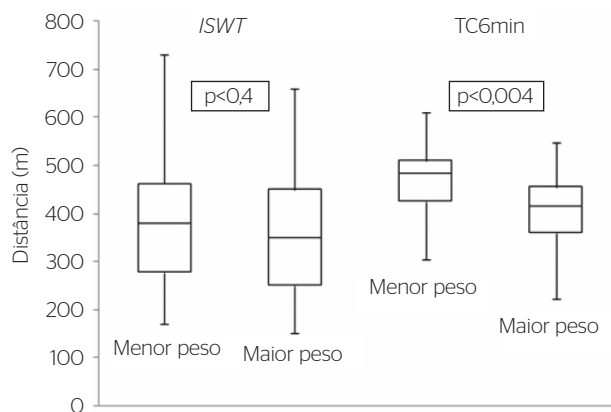 800
700
600
500
400
300
200
100
0
Distância (m)
ISWT
TC6min
p<0,4
p<0,004
Menor peso
Maior peso
Menor peso
Maior peso